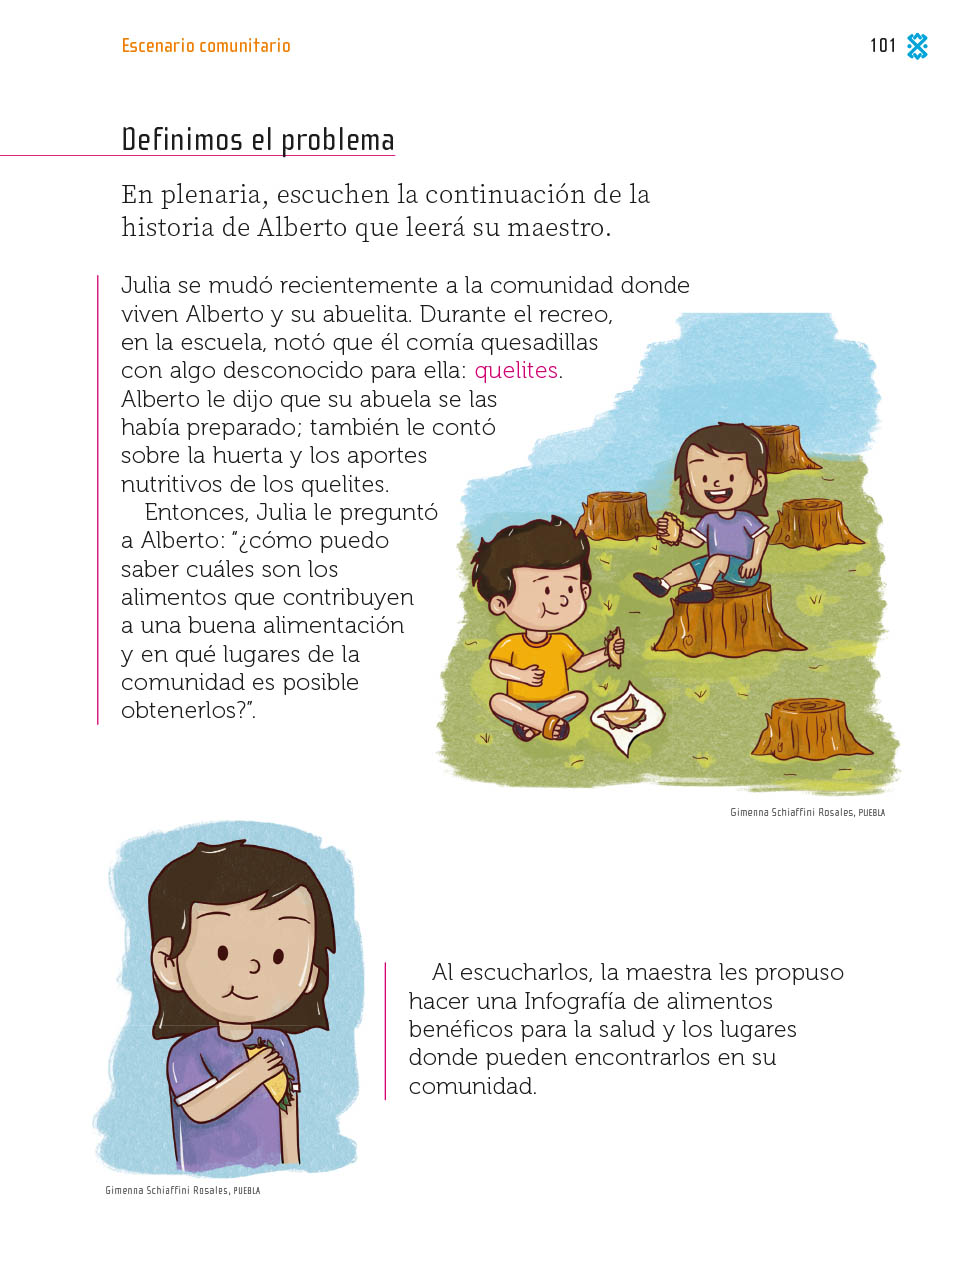 Escenario comunitario
101
Definimos el problema
En plenaria, escuchen la continuación de la
historia de Alberto que leerá su maestro.
Julia se mudó recientemente a la comunidad donde
viven Alberto y su abuelita. Durante el recreo,
en la escuela, notó que él comía quesadillas
con algo desconocido para ella: quelites.
Alberto le dijo que su abuela se las
había preparado; también le contó
sobre la huerta y los aportes
nutritivos de los quelites.
Entonces, Julia le preguntó
a Alberto: “¿cómo puedo
saber cuáles son los
alimentos que contribuyen
a una buena alimentación
y en qué lugares de la
comunidad es posible
obtenerlos?”.
Gimenna Schiaffini Rosales, PUEBLA
Al escucharlos, la maestra les propuso
hacer una Infografía de alimentos
benéficos para la salud y los lugares
donde pueden encontrarlos en su
comunidad.
Gimenna Schiaffini Rosales, PUEBLA